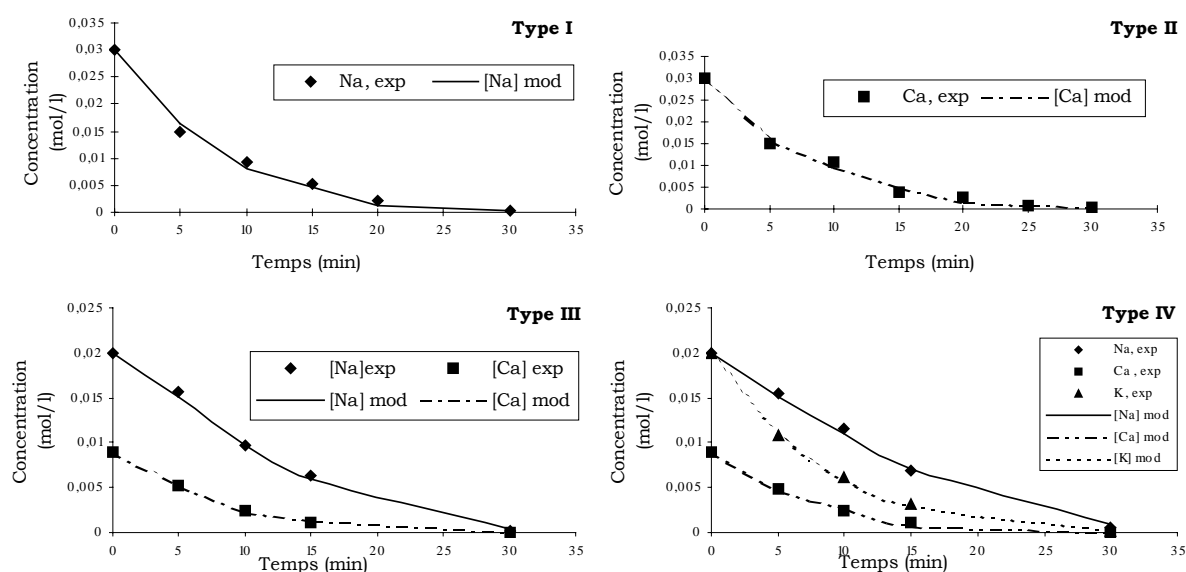 Type I
Concentration
(mol/l)
0,035
0,03
0,025
0,02
0,015
0,01
0,005
0
Na, exp
[Na] mod
0 5 10 15 20 25 30 35
Temps (min)
Type II
Concentration
(mol/l)
0,035
0,03
0,025
0,02
0,015
0,01
0,005
0
Ca, exp
[Ca] mod
0 5 10 15 20 25 30 35
Temps (min)
Type III
Concentration
(mol/l)
0,025
0,02
0,015
0,01
0,005
0
[Na]exp
[Ca] exp
[Na] mod
[Ca] mod
0 5 10 15 20 25 30 35
Temps (min)
Type IV
Concentration
(mol/l)
0,025
0,02
0,015
0,01
0,005
0
Na, exp
Ca , exp
K, exp
[Na] mod
[Ca] mod
[K] mod
0 5 10 15 20 25 30 35
Temps (min)